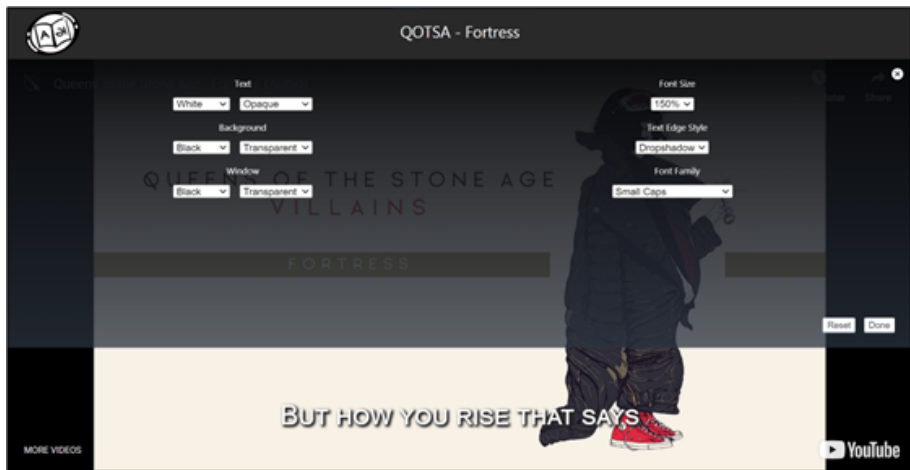 QOTSA - Fortress
Queens
Share
Text
White Opaque
Background
Black Transparent
Window
Black Transparent
Font Size
150%
Text Edge Style
Dropshadow
Font Family
Small Caps
QUEENS OF THE STONE AGE
VILLAINS
FORTRESS
Reset Done
BUT HOW YOU RISE THAT SAYS
MORE VIDEOS
YouTube